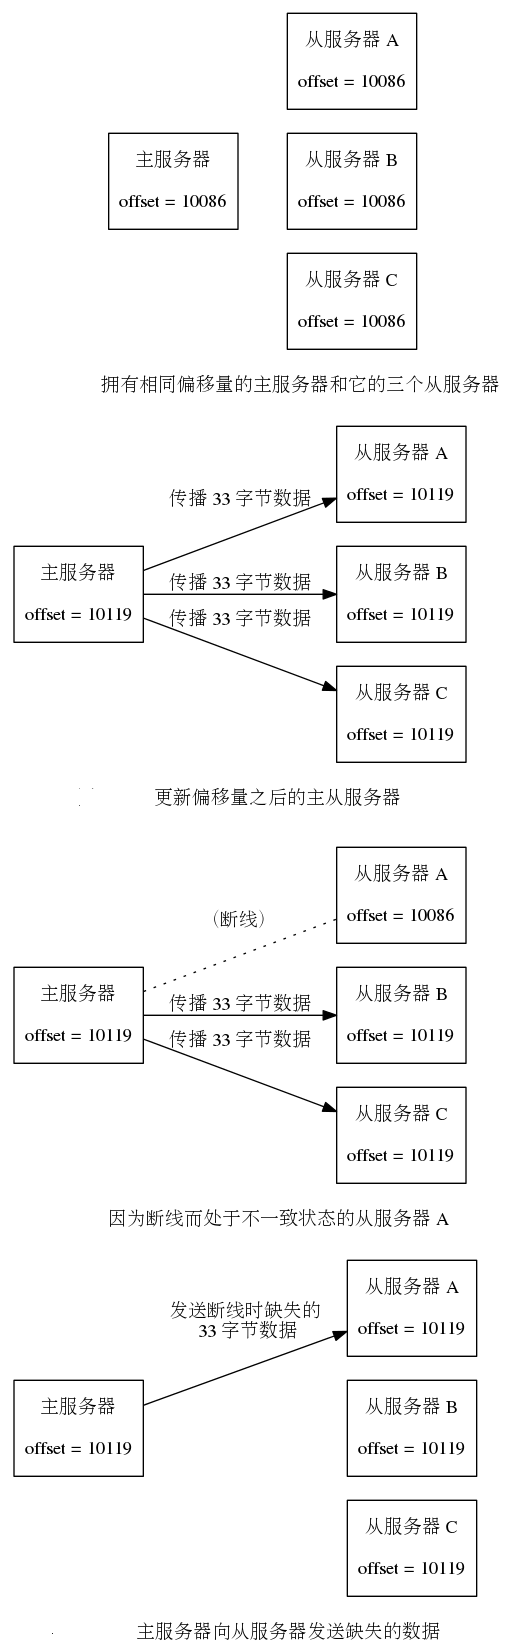 从服务器 A
offset = 10086
主服务器
offset = 10086
从服务器 B
offset = 10086
从服务器 C
offset = 10086
拥有相同偏移量的主服务器和它的三个从服务器
从服务器 A
offset = 10119
传播 33 字节数据
主服务器
offset = 10119
传播 33 字节数据
从服务器 B
offset = 10119
传播 33 字节数据
从服务器 C
offset = 10119
更新偏移量之后的主从服务器
从服务器 A
offset = 10086
（断线）
主服务器
offset = 10119
传播 33 字节数据
从服务器 B
offset = 10119
传播 33 字节数据
从服务器 C
offset = 10119
因为断线而处于不一致状态的从服务器 A
从服务器 A
offset = 10119
发送断线时缺失的
33 字节数据
主服务器
offset = 10119
从服务器 B
offset = 10119
从服务器 C
offset = 10119
主服务器向从服务器发送缺失的数据